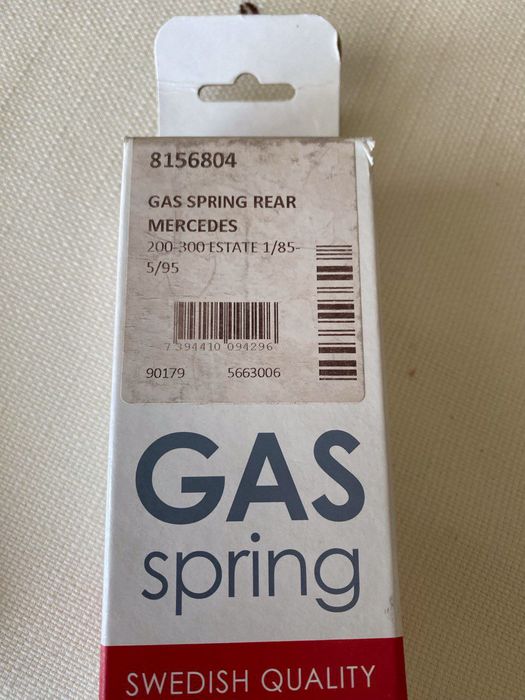 8156804
GAS SPRING REAR
MERCEDES
200-300 ESTATE 1/85-
5/95
7 394410 094296
90179 5663006
GAS
spring
SWEDISH QUALITY